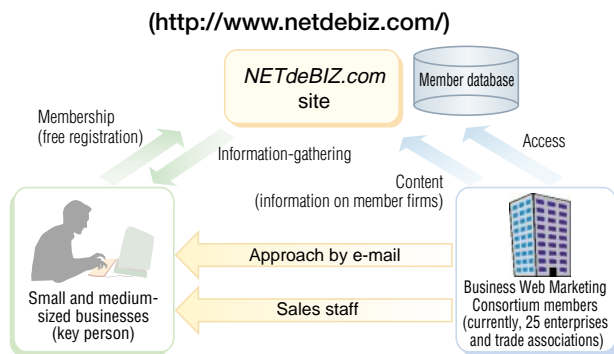 (http://www.netdebiz.com/)
NETdeBIZ.com
site
Member database
Membership
(free registration)
Information-gathering
Access
Content
(information on member firms)
Approach by e-mail
Sales staff
Small and medium-
sized businesses
(key person)
Business Web Marketing
Consortium members
(currently, 25 enterprises
and trade associations)